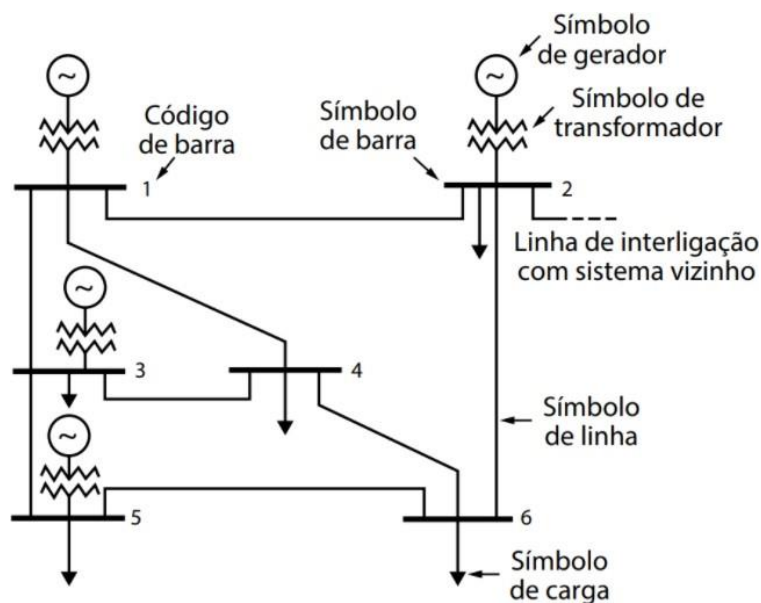 Símbolo
de gerador
~
~
Código
de barra
Símbolo
de barra
Símbolo de
transformador
1
2
Linha de interligação
com sistema vizinho
~
3
4
Símbolo
de linha
~
5
6
Símbolo
de carga